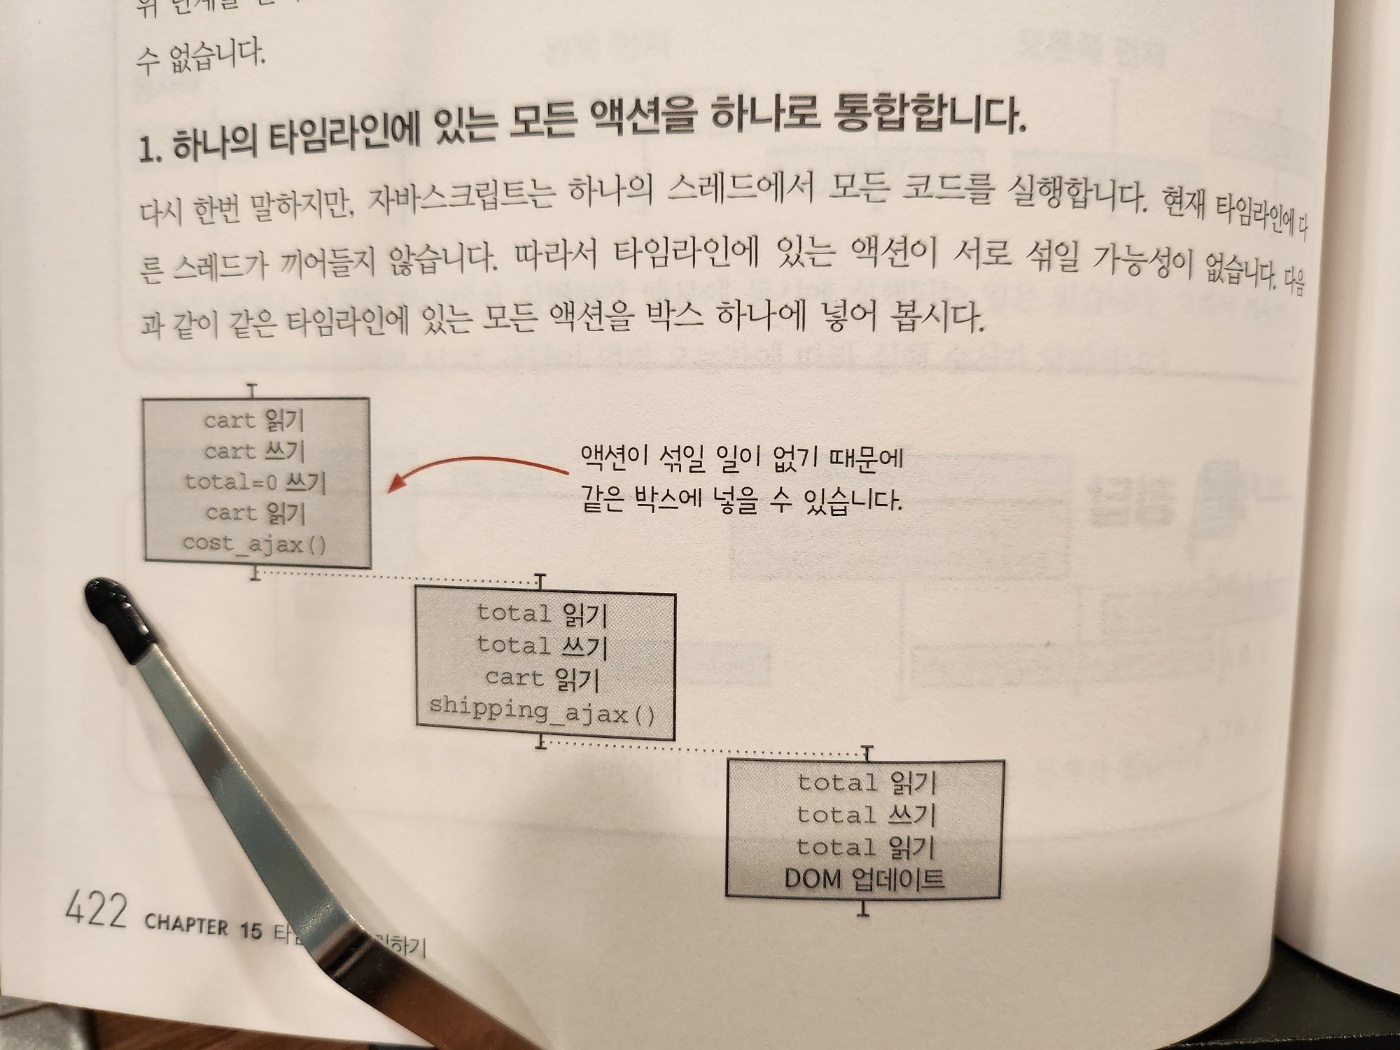 수 없습니다.
1. 하나의 타임라인에 있는 모든 액션을 하나로 통합합니다.
다시 한번 말하지만, 자바스크립트는 하나의 스레드에서 모든 코드를 실행합니다. 현재 타임라인에 다
른 스레드가 끼어들지 않습니다. 따라서 타임라인에 있는 액션이 서로 섞일 가능성이 없습니다. 다음
과 같이 같은 타임라인에 있는 모든 액션을 박스 하나에 넣어 봅시다.
cart 읽기
cart 쓰기
total=0 쓰기
cart 읽기
cost_ajax()
액션이 섞일 일이 없기 때문에
같은 박스에 넣을 수 있습니다.
total 읽기
total 쓰기
cart 읽기
shipping_ajax()
total 읽기
total 쓰기
total 읽기
DOM 업데이트
422 CHAPTER 15